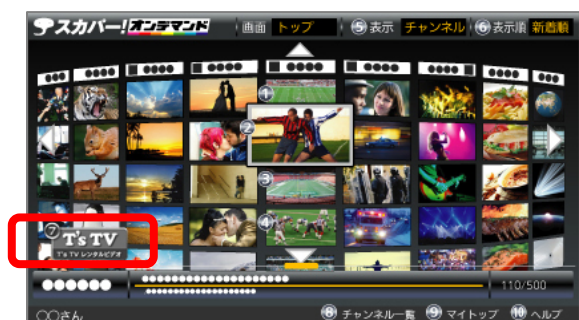 スカパー!オンデマンド 画面 トップ ⑤表示 チャンネル ⑥表示順 新着順
●●● ●●●● ■ ●●●● ■ ●●●● ■ ●●●● ■ ●●●● ●●●● ■ ●●●● ●●●
①
②
③
④
⑦
T's TV
T's TV レンタルビデオ
●●●●●● ●●●●●●●●●●●●●●●●●●●●● 110/500
●●●●●●●●●●●●●●●●●●●●
○○さん ⑧ チャンネル一覧 ⑨ マイトップ ⑩ ヘルプ